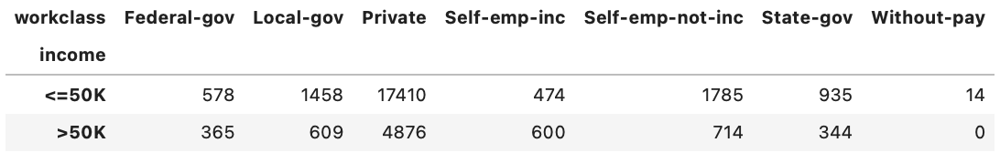 workclass Federal-gov Local-gov Private Self-emp-inc Self-emp-not-inc State-gov Without-pay
income
<=50K 578 1458 17410 474 1785 935 14
>50K 365 609 4876 600 714 344 0